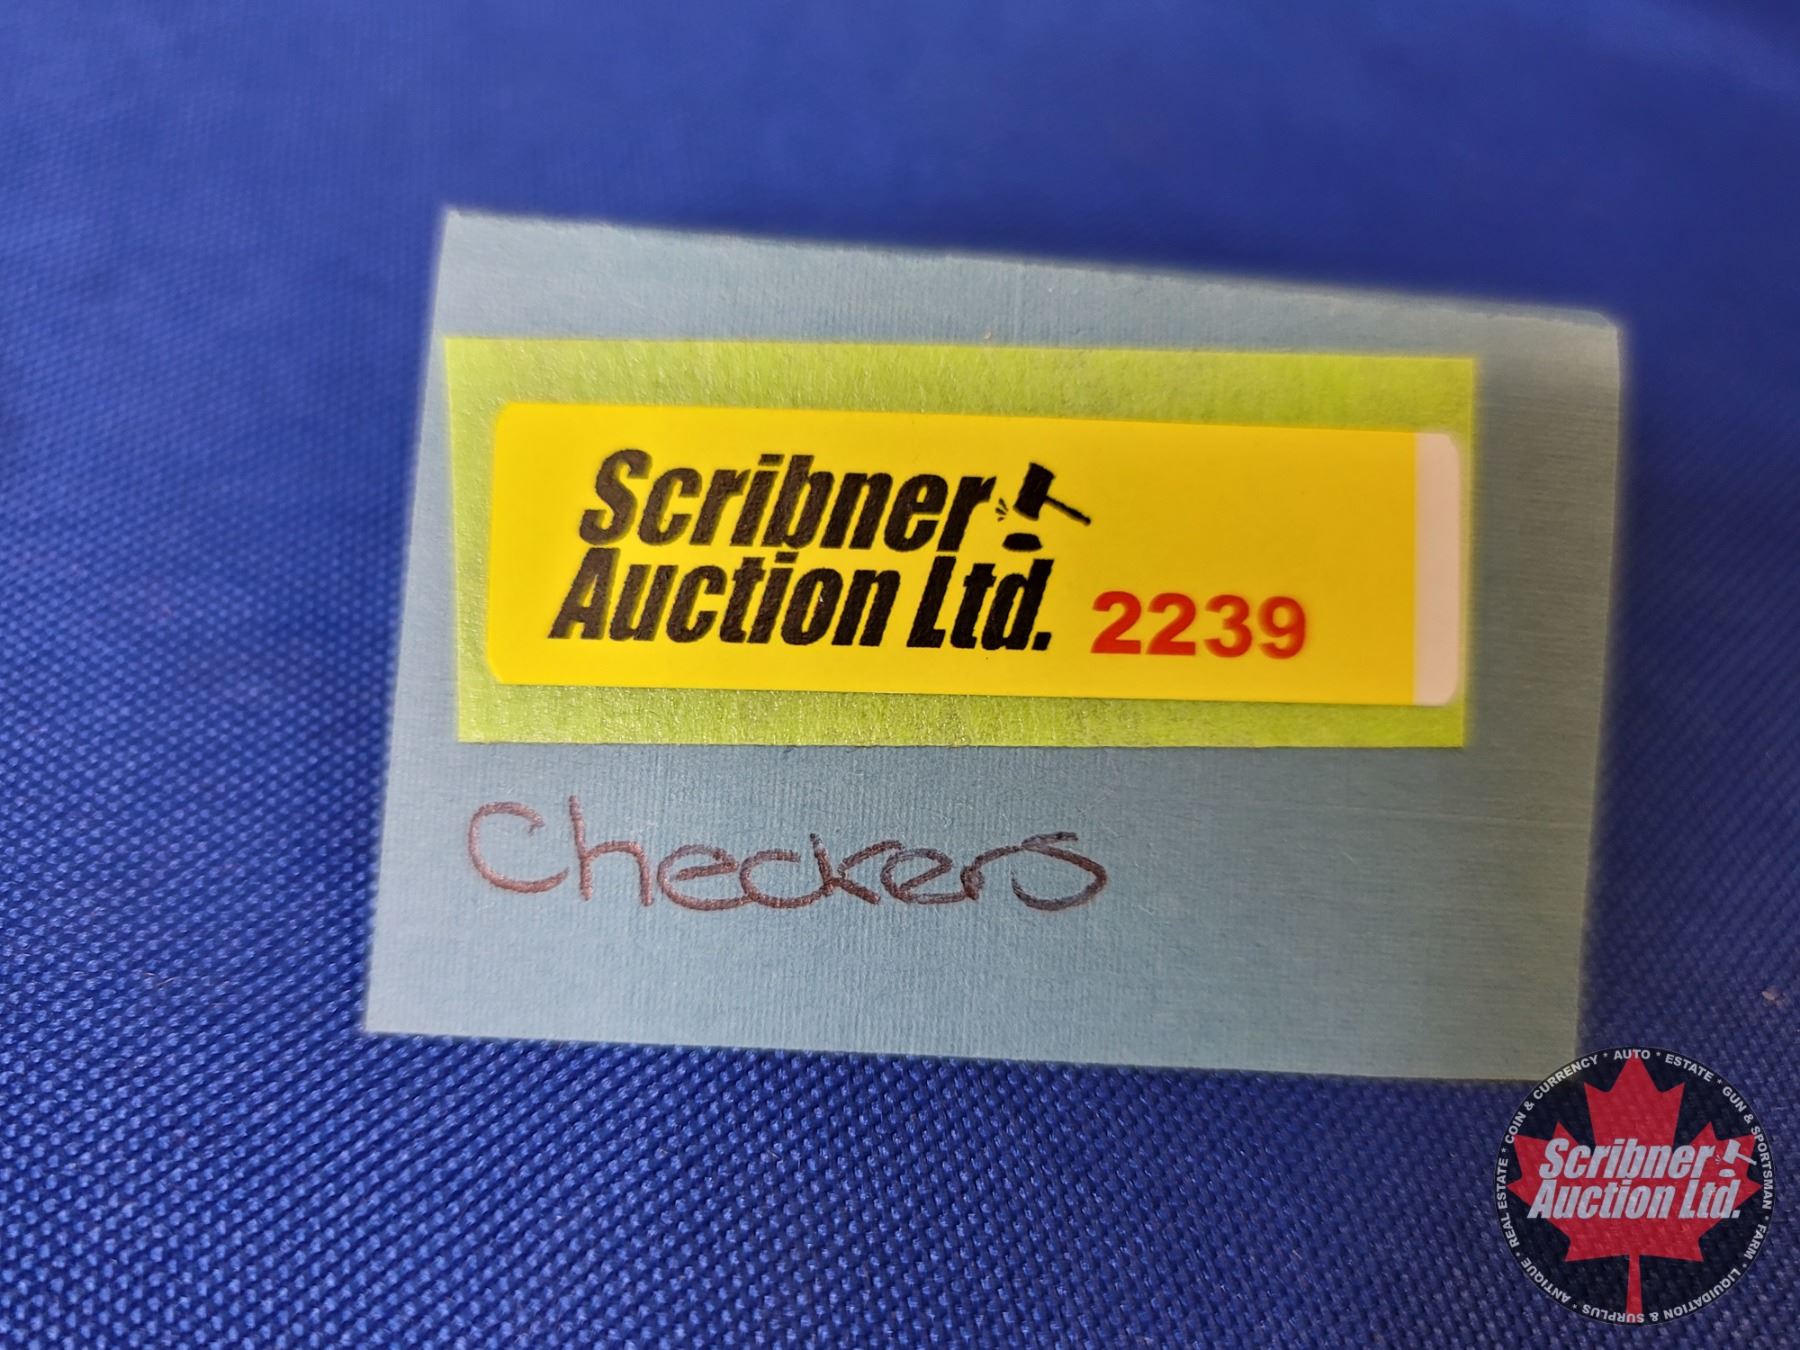 Scribner
Auction Ltd. 2239
Checkers
COIN & CURRENCY * AUTO * ESTATE * GUN & SPORTSMAN * FARM * LIQUIDATION & SURPLUS * ANTIQUE * REAL ESTATE *
Scribner
Auction Ltd.